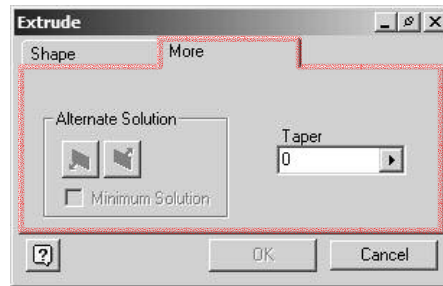 Extrude
Shape More
Alternate Solution
Taper
0
Minimum Solution
OK Cancel